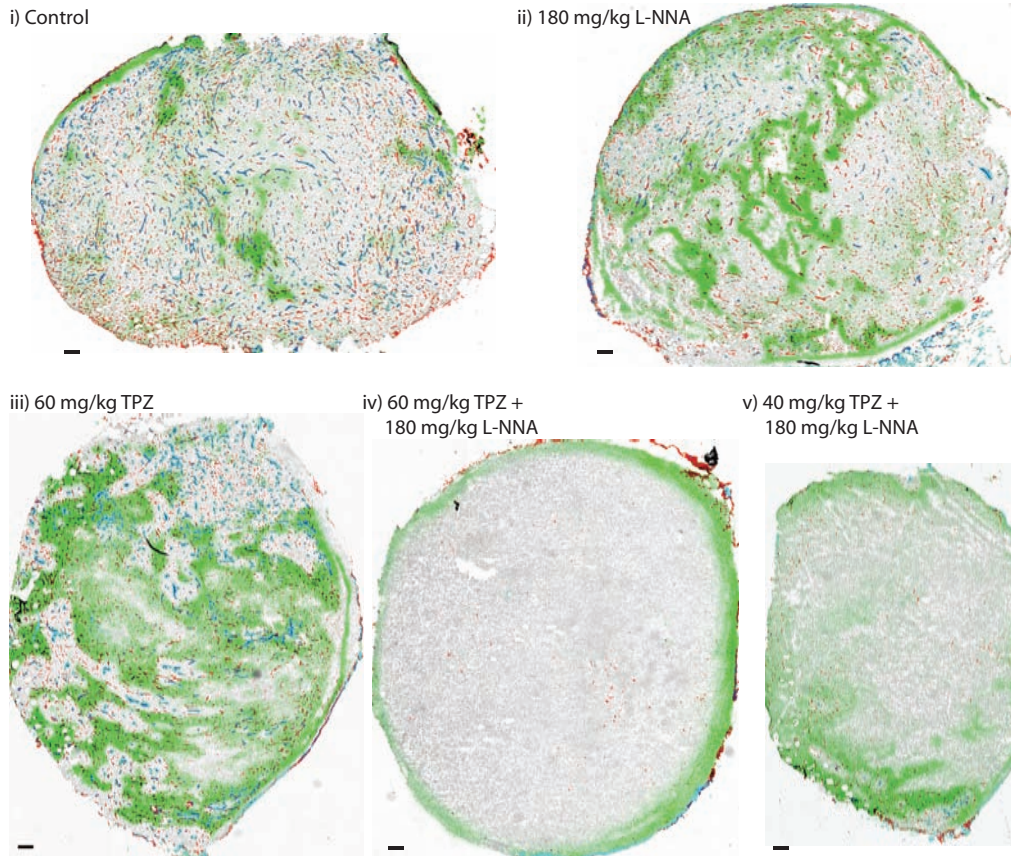 i) Control
ii) 180 mg/kg L-NNA
iii) 60 mg/kg TPZ
iv) 60 mg/kg TPZ +
180 mg/kg L-NNA
v) 40 mg/kg TPZ +
180 mg/kg L-NNA